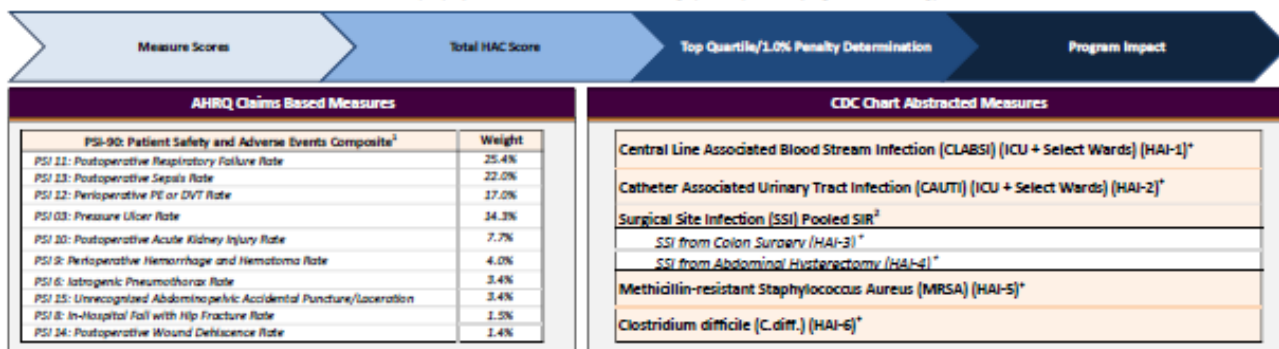 Measure Scores
Total HAC Score
Top Quartile/1.0% Penalty Determination
Program Impact
AHRQ Claims Based Measures
PSI-90: Patient Safety and Adverse Events Composite¹ Weight
PSI 11: Postoperative Respiratory Failure Rate 25.4%
PSI 13: Postoperative Sepsis Rate 22.0%
PSI 12: Perioperative PE or DVT Rate 17.0%
PSI 03: Pressure Ulcer Rate 14.3%
PSI 10: Postoperative Acute Kidney Injury Rate 7.7%
PSI 9: Perioperative Hemorrhage and Hematoma Rate 4.0%
PSI 6: Iatrogenic Pneumothorax Rate 3.4%
PSI 15: Unrecognized Abdominopelvic Accidental Puncture/Laceration 3.4%
PSI 8: In-Hospital Fall with Hip Fracture Rate 1.5%
PSI 14: Postoperative Wound Dehiscence Rate 1.4%
CDC Chart Abstracted Measures
Central Line Associated Blood Stream Infection (CLABSI) (ICU + Select Wards) (HAI-1)⁺
Catheter Associated Urinary Tract Infection (CAUTI) (ICU + Select Wards) (HAI-2)⁺
Surgical Site Infection (SSI) Pooled SIR²
SSI from Colon Surgery (HAI-3)⁺
SSI from Abdominal Hysterectomy (HAI-4)⁺
Methicillin-resistant Staphylococcus Aureus (MRSA) (HAI-5)⁺
Clostridium difficile (C.diff.) (HAI-6)⁺